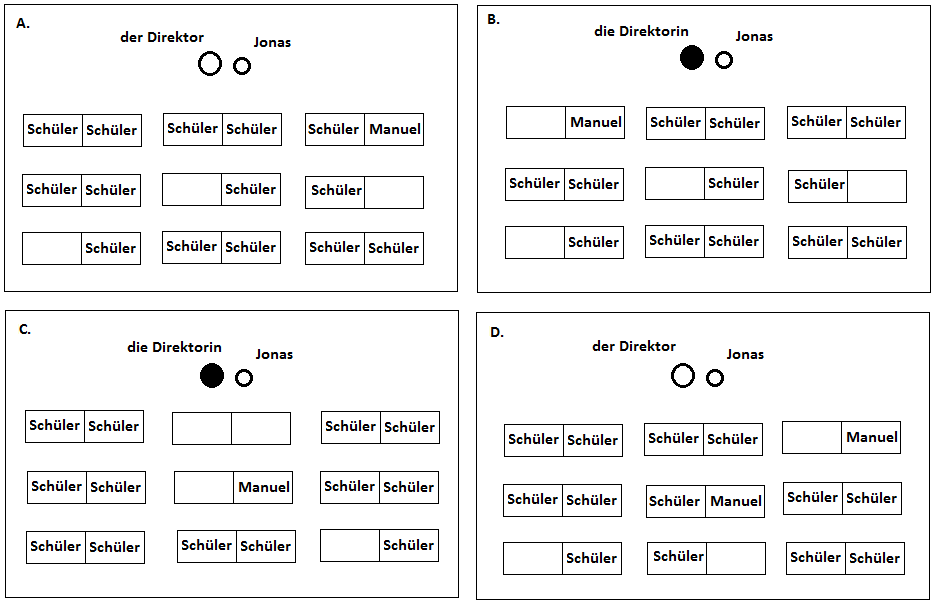 A.
der Direktor Jonas
Schüler Schüler Schüler Schüler Schüler Manuel
Schüler Schüler Schüler Schüler
Schüler Schüler Schüler Schüler Schüler
B.
die Direktorin Jonas
Manuel Schüler Schüler Schüler Schüler
Schüler Schüler Schüler Schüler
Schüler Schüler Schüler Schüler Schüler
C.
die Direktorin Jonas
Schüler Schüler Schüler Schüler
Schüler Schüler Manuel Schüler Schüler
Schüler Schüler Schüler Schüler Schüler
D.
der Direktor Jonas
Schüler Schüler Schüler Schüler Manuel
Schüler Schüler Schüler Manuel Schüler Schüler
Schüler Schüler Schüler Schüler